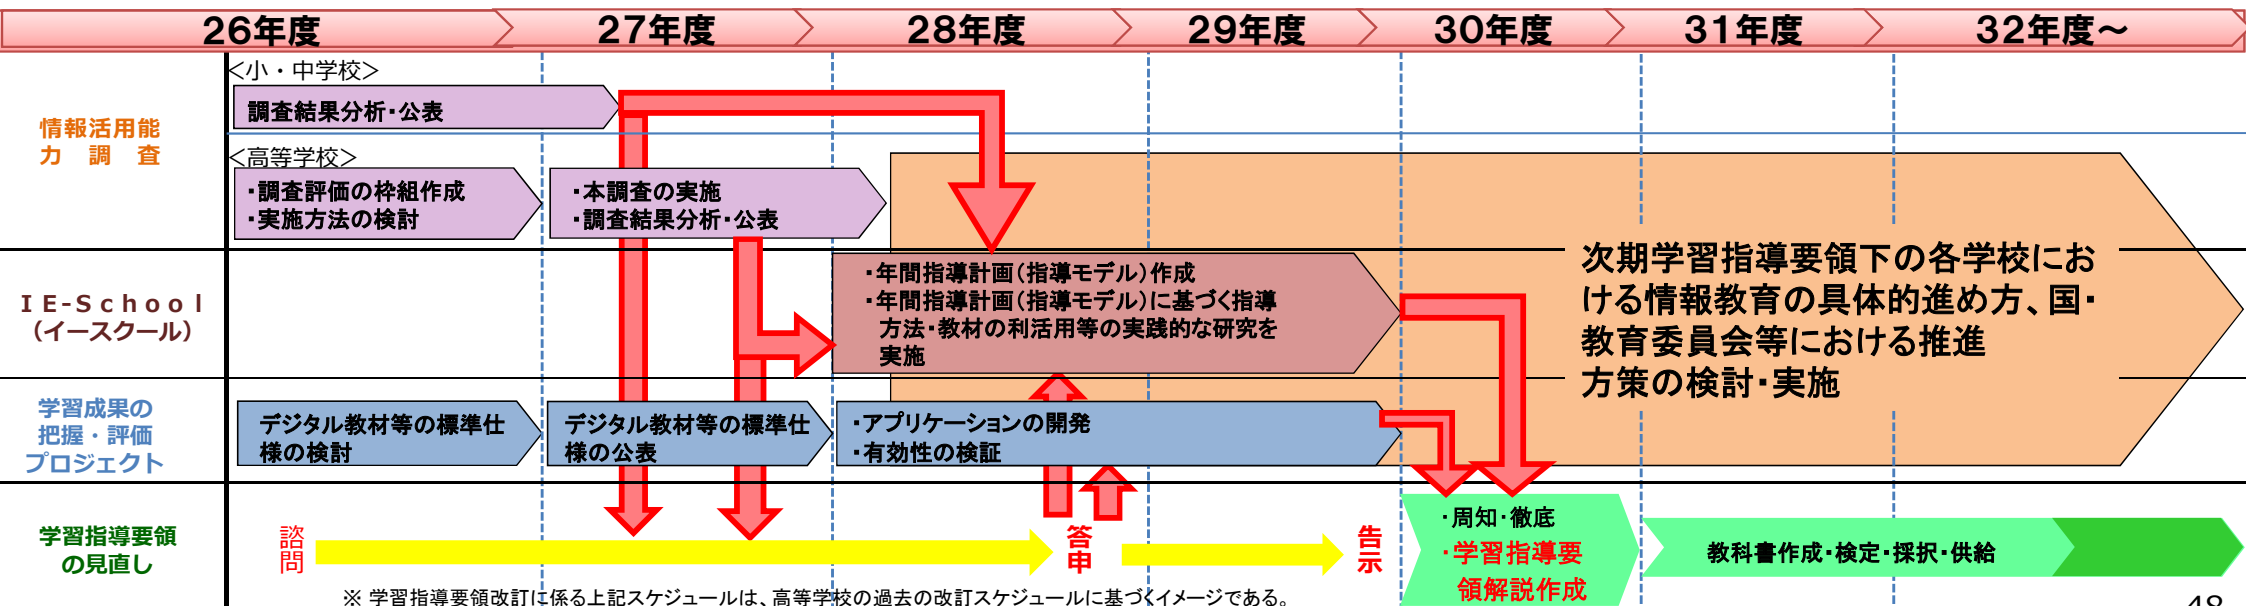 26年度
27年度
28年度
29年度
30年度
31年度
32年度～
情報活用能
力　調　査
＜小・中学校＞
調査結果分析・公表
＜高等学校＞
・調査評価の枠組作成
・実施方法の検討
・本調査の実施
・調査結果分析・公表
ＩＥ-Ｓｃｈｏｏｌ
（イースクール）
・年間指導計画（指導モデル）作成
・年間指導計画（指導モデル）に基づく指導
方法・教材の利活用等の実践的な研究を
実施
次期学習指導要領下の各学校にお
ける情報教育の具体的進め方、国・
教育委員会等における推進
方策の検討・実施
学習成果の
把握・評価
プロジェクト
デジタル教材等の標準仕
様の検討
デジタル教材等の標準仕
様の公表
・アプリケーションの開発
・有効性の検証
学習指導要領
の見直し
諮問
答申
告示
・周知・徹底
・学習指導要
領解説作成
教科書作成・検定・採択・供給
※ 学習指導要領改訂に係る上記スケジュールは、高等学校の過去の改訂スケジュールに基づくイメージである。
48